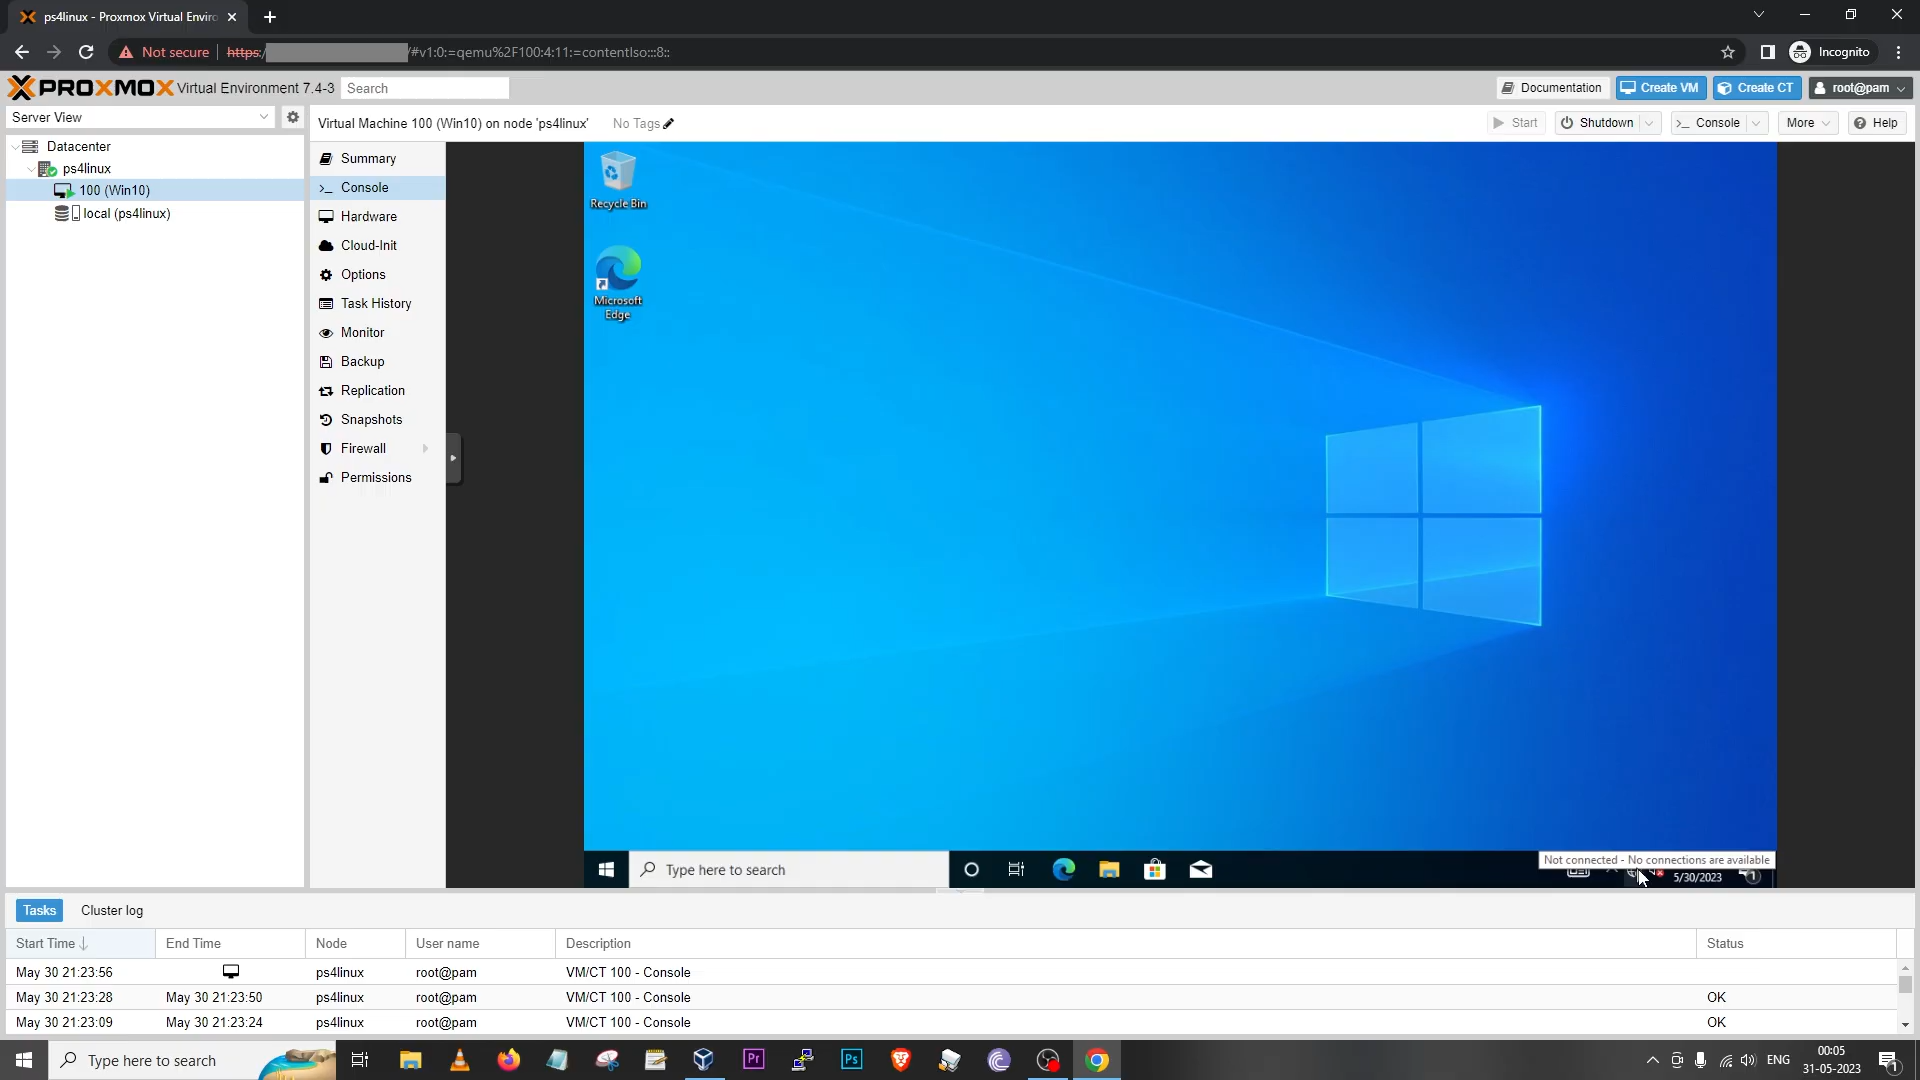 ps4linux - Proxmox Virtual Enviro
Not secure
https:/
/#v1:0:=qemu%2F100:4:11:=contentIso:::8::
Incognito
PROXMOX Virtual Environment 7.4-3
Search
Documentation
Create VM
Create CT
root@pam
Server View
Virtual Machine 100 (Win10) on node 'ps4linux'
No Tags
Start
Shutdown
Console
More
Help
Datacenter
ps4linux
100 (Win10)
local (ps4linux)
Summary
Console
Hardware
Cloud-Init
Options
Task History
Monitor
Backup
Replication
Snapshots
Firewall
Permissions
Recycle Bin
Microsoft
Edge
Type here to search
Not connected - No connections are available
5/30/2023
1
Tasks
Cluster log
Start Time End Time Node User name Description Status
May 30 21:23:56 ps4linux root@pam VM/CT 100 - Console
May 30 21:23:28 May 30 21:23:50 ps4linux root@pam VM/CT 100 - Console OK
May 30 21:23:09 May 30 21:23:24 ps4linux root@pam VM/CT 100 - Console OK
Type here to search
Pr
Ps
ENG
00:05
31-05-2023
1